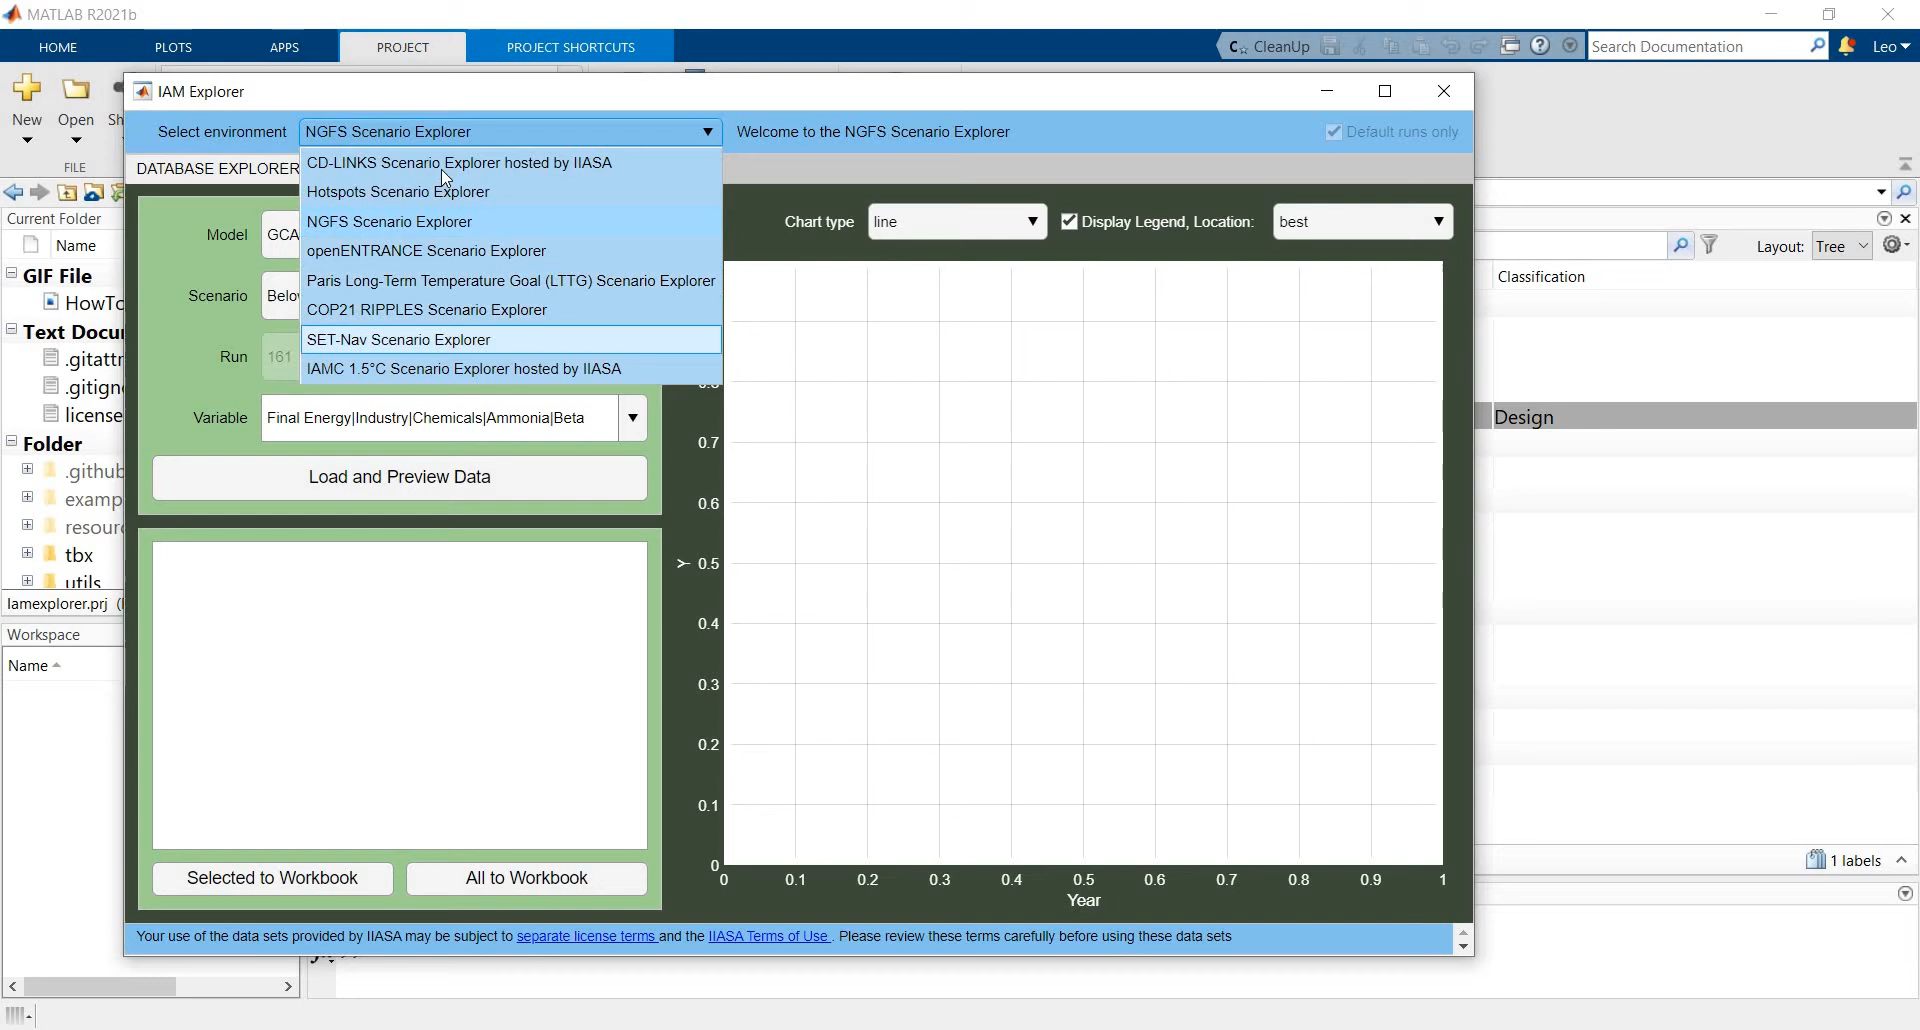 MATLAB R2021b
HOME PLOTS APPS PROJECT PROJECT SHORTCUTS CleanUp Search Documentation Leo
New Open Sh
FILE
IAM Explorer
Select environment NGFS Scenario Explorer Welcome to the NGFS Scenario Explorer Default runs only
DATABASE EXPLORER
CD-LINKS Scenario Explorer hosted by IIASA
Hotspots Scenario Explorer
NGFS Scenario Explorer
openENTRANCE Scenario Explorer
Paris Long-Term Temperature Goal (LTTG) Scenario Explorer
COP21 RIPPLES Scenario Explorer
SET-Nav Scenario Explorer
IAMC 1.5°C Scenario Explorer hosted by IIASA
Model GCA
Scenario Belo
Run 161
Variable Final Energy|Industry|Chemicals|Ammonia|Beta
Load and Preview Data
Selected to Workbook All to Workbook
Chart type line Display Legend, Location: best
0.8
0.7
0.6
Y 0.5
0.4
0.3
0.2
0.1
0
0 0.1 0.2 0.3 0.4 0.5 0.6 0.7 0.8 0.9 1
Year
Your use of the data sets provided by IIASA may be subject to separate license terms and the IIASA Terms of Use . Please review these terms carefully before using these data sets
Current Folder
Name
GIF File
HowTo
Text Docu
.gitattr
.gitign
license
Folder
.github
examp
resourc
tbx
utils
Iamexplorer.prj (
Workspace
Name
Layout: Tree
Classification
Design
1 labels